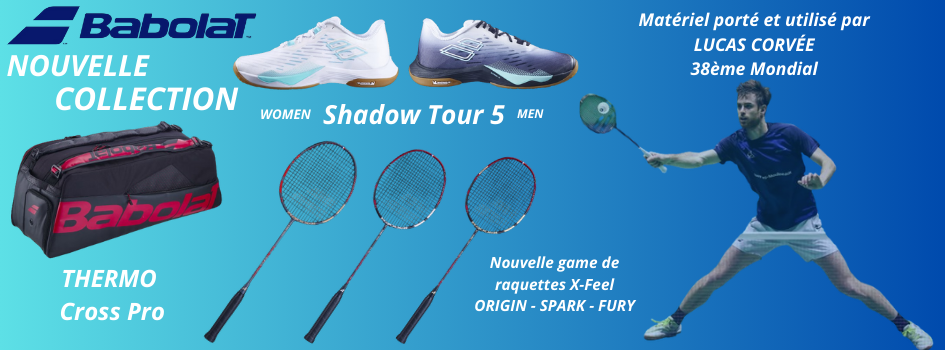 BABOLAT
NOUVELLE
COLLECTION
Babolat
THERMO
Cross Pro
WOMEN Shadow Tour 5 MEN
Nouvelle game de
raquettes X-Feel
ORIGIN - SPARK - FURY
Matériel porté et utilisé par
LUCAS CORVÉE
38ème Mondial